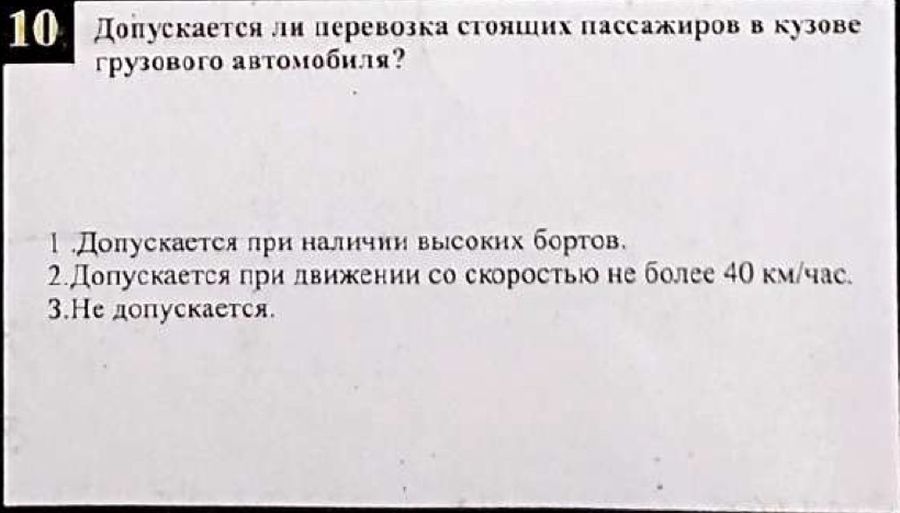 10
Допускается ли перевозка стоящих пассажиров в кузове
грузового автомобиля?
1 .Допускается при наличии высоких бортов.
2.Допускается при движении со скоростью не более 40 км/час.
3.Не допускается.